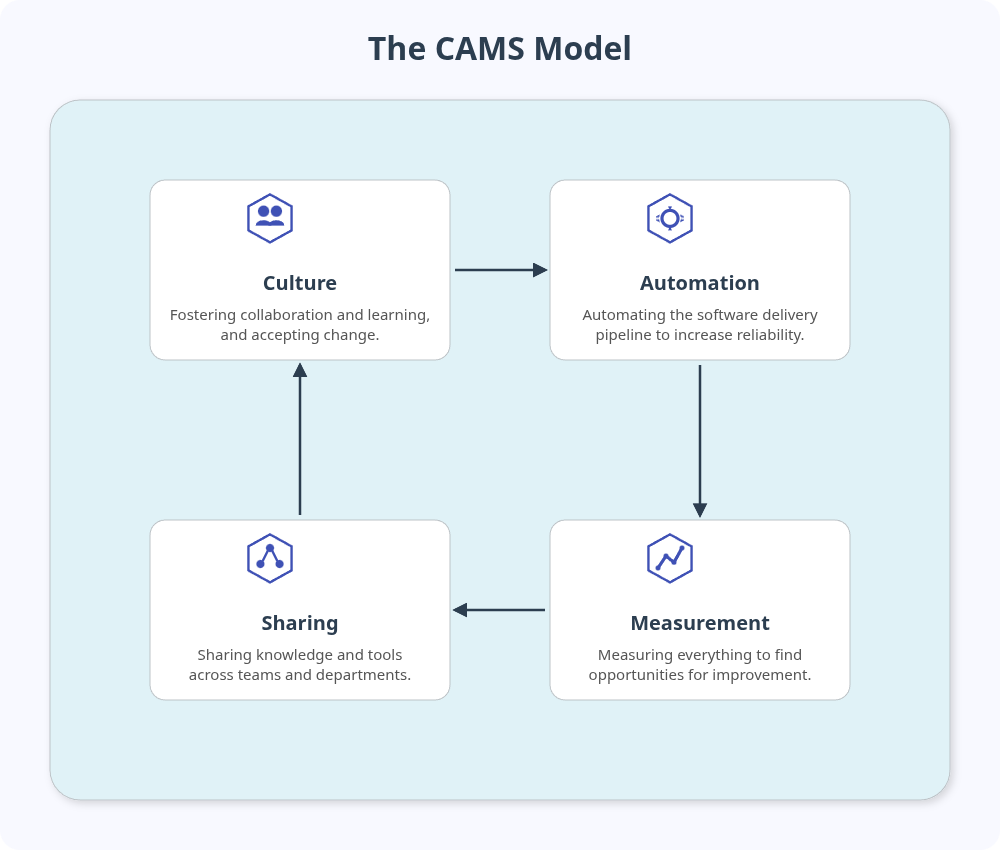 The CAMS Model
Culture
Fostering collaboration and learning,
and accepting change.
Automation
Automating the software delivery
pipeline to increase reliability.
Sharing
Sharing knowledge and tools
across teams and departments.
Measurement
Measuring everything to find
opportunities for improvement.